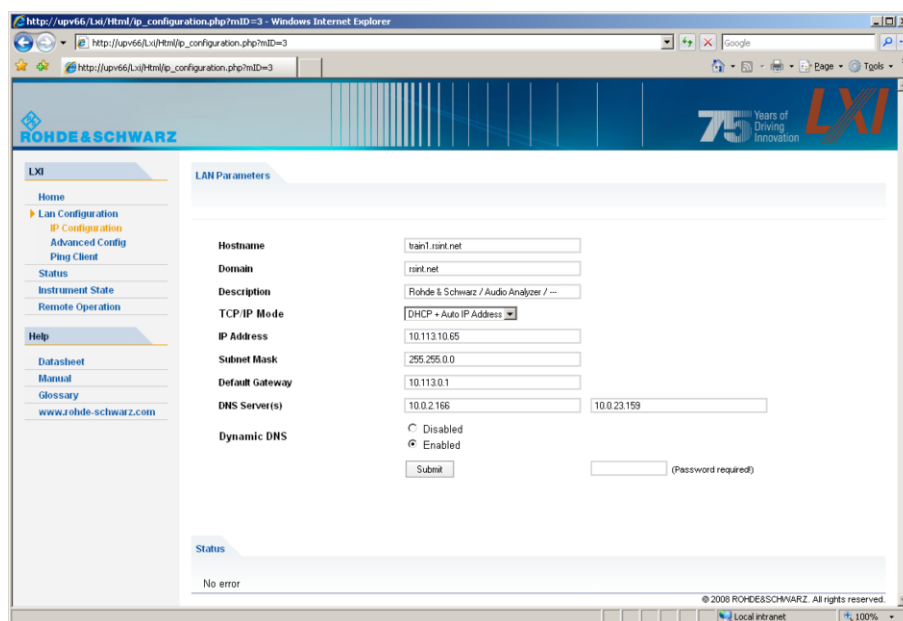 http://upv66/Lxi/Html/ip_configuration.php?mID=3 - Windows Internet Explorer
http://upv66/Lxi/Html/ip_configuration.php?mID=3
Google
http://upv66/Lxi/Html/ip_configuration.php?mID=3
Page
Tools
ROHDE&SCHWARZ
75 Years of Driving Innovation
LXI
LXI
Home
Lan Configuration
IP Configuration
Advanced Config
Ping Client
Status
Instrument State
Remote Operation
Help
Datasheet
Manual
Glossary
www.rohde-schwarz.com
LAN Parameters
Hostname train1.rsint.net
Domain rsint.net
Description Rohde & Schwarz / Audio Analyzer / ---
TCP/IP Mode DHCP + Auto IP Address
IP Address 10.113.10.65
Subnet Mask 255.255.0.0
Default Gateway 10.113.0.1
DNS Server(s) 10.0.2.166 10.0.23.159
Dynamic DNS
Disabled
Enabled
Submit (Password required!)
Status
No error
© 2008 ROHDE&SCHWARZ. All rights reserved.
Local intranet 100%